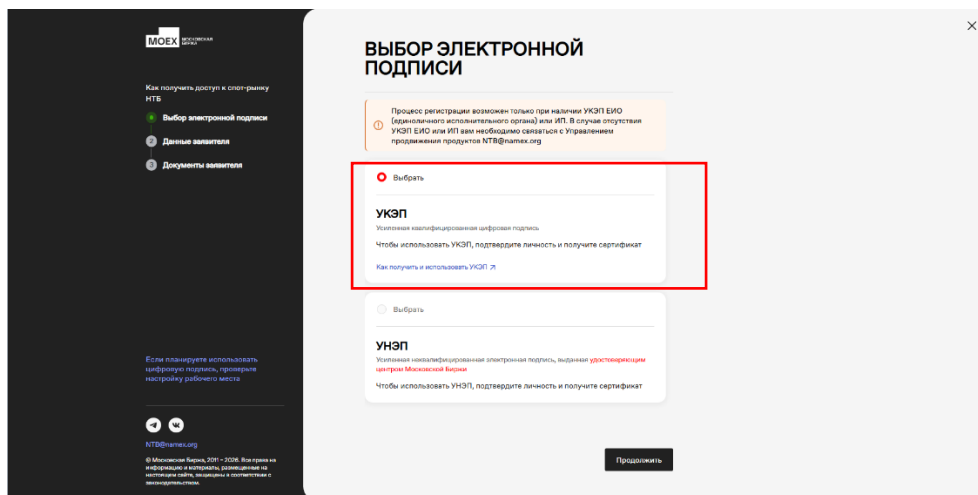 MOEX МОСКОВСКАЯ
БИРЖА
Как получить доступ к спот-рынку
НТБ
Выбор электронной подписи
2 Данные заявителя
3 Документы заявителя
Если планируете использовать
цифровую подпись, проверьте
настройку рабочего места
NTB@namex.org
© Московская Биржа, 2011 – 2026. Все права на
информацию и материалы, размещенные на
настоящем сайте, защищены в соответствии с
законодательством.
ВЫБОР ЭЛЕКТРОННОЙ
ПОДПИСИ
Процесс регистрации возможен только при наличии УКЭП ЕИО
(единоличного исполнительного органа) или ИП. В случае отсутствия
УКЭП ЕИО или ИП вам необходимо связаться с Управлением
продвижения продуктов NTB@namex.org
Выбрать
УКЭП
Усиленная квалифицированная цифровая подпись
Чтобы использовать УКЭП, подтвердите личность и получите сертификат
Как получить и использовать УКЭП
Выбрать
УНЭП
Усиленная неквалифицированная электронная подпись, выданная удостоверяющим
центром Московской Биржи
Чтобы использовать УНЭП, подтвердите личность и получите сертификат
Продолжить